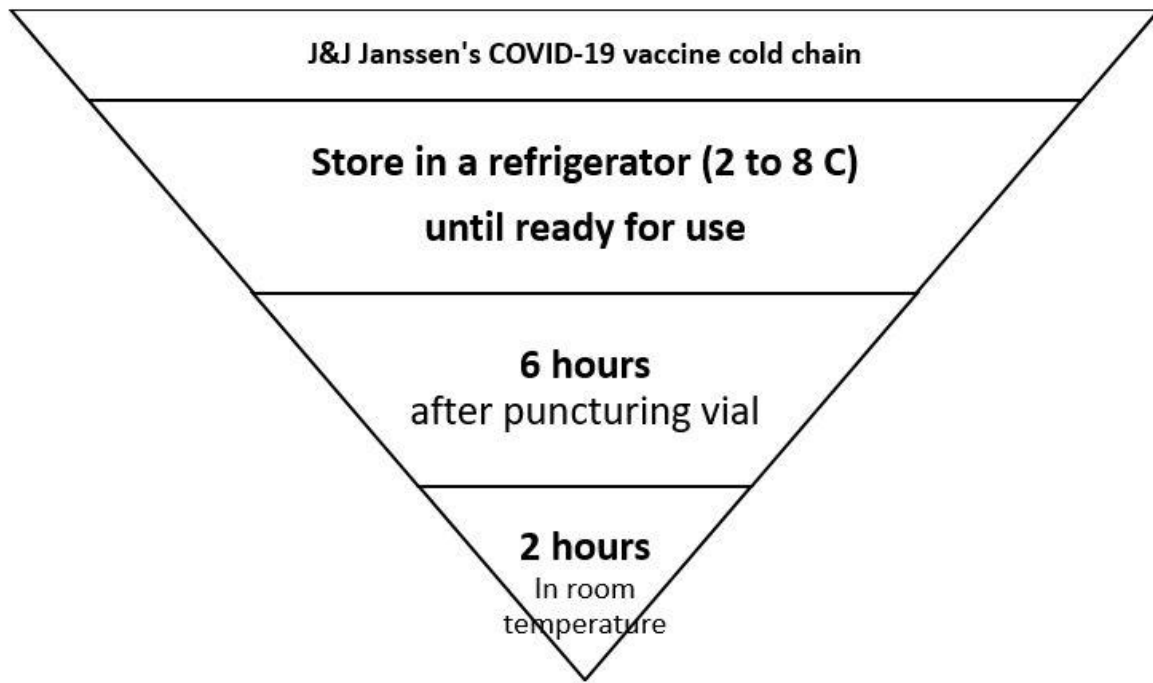 J&J Janssen's COVID-19 vaccine cold chain
Store in a refrigerator (2 to 8 C)
until ready for use
6 hours
after puncturing vial
2 hours
In room
temperature